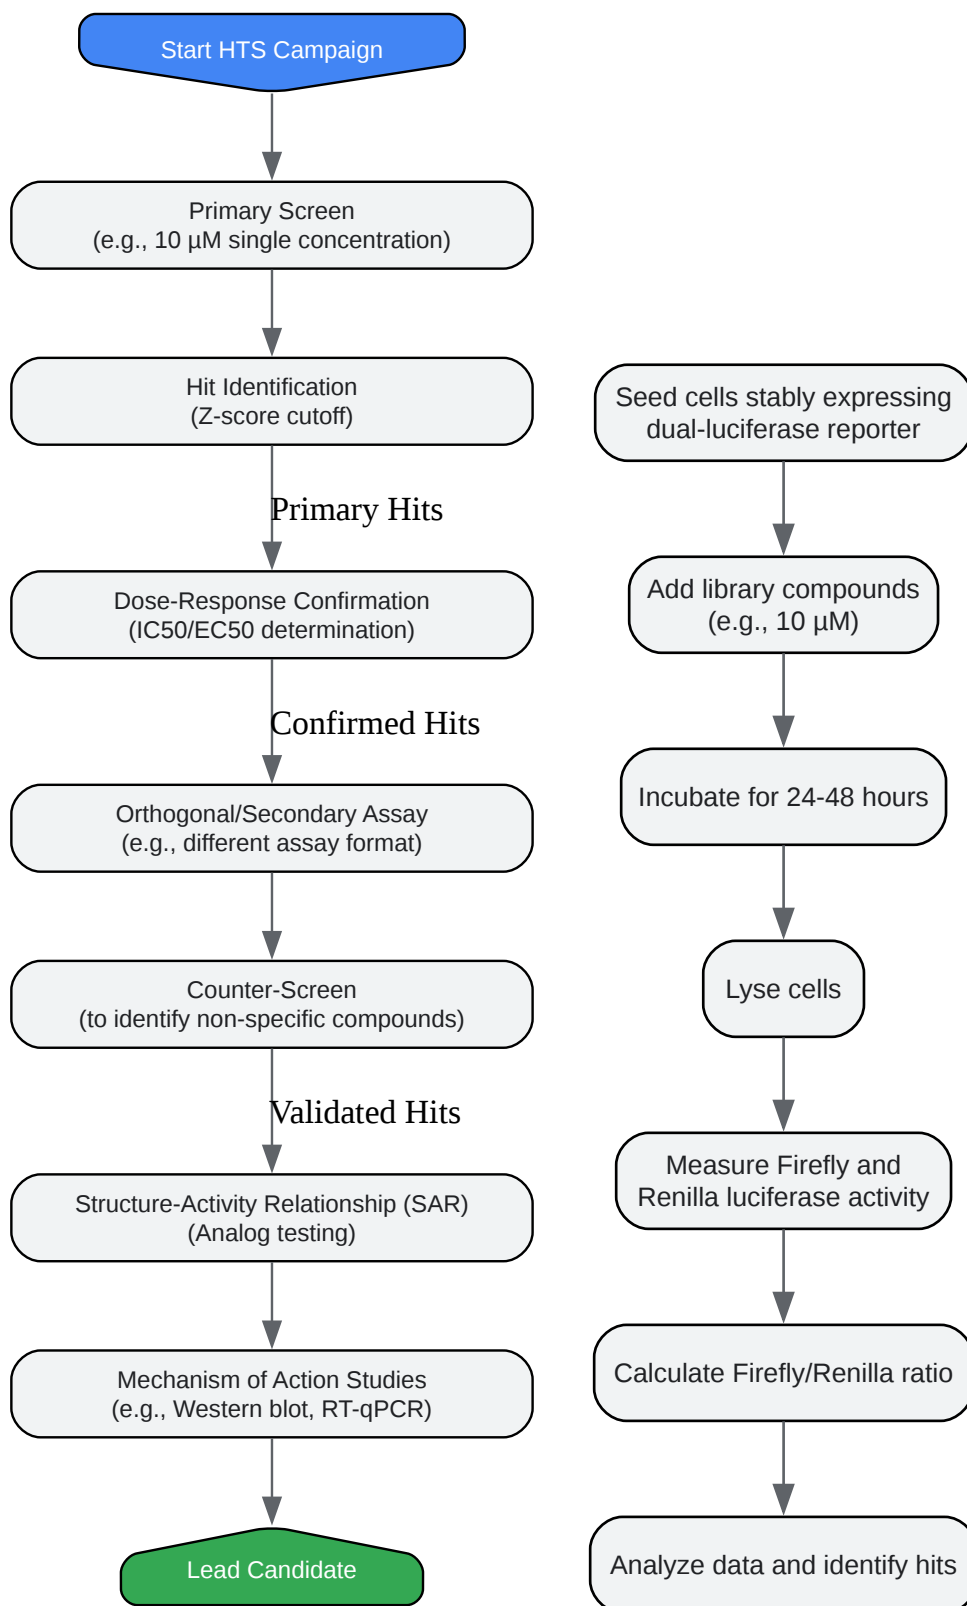 Start HTS Campaign
Primary Screen
(e.g., 10 µM single concentration)
Hit Identification
(Z-score cutoff)
Primary Hits
Dose-Response Confirmation
(IC50/EC50 determination)
Confirmed Hits
Orthogonal/Secondary Assay
(e.g., different assay format)
Counter-Screen
(to identify non-specific compounds)
Validated Hits
Structure-Activity Relationship (SAR)
(Analog testing)
Mechanism of Action Studies
(e.g., Western blot, RT-qPCR)
Lead Candidate
Seed cells stably expressing
dual-luciferase reporter
Add library compounds
(e.g., 10 µM)
Incubate for 24-48 hours
Lyse cells
Measure Firefly and
Renilla luciferase activity
Calculate Firefly/Renilla ratio
Analyze data and identify hits